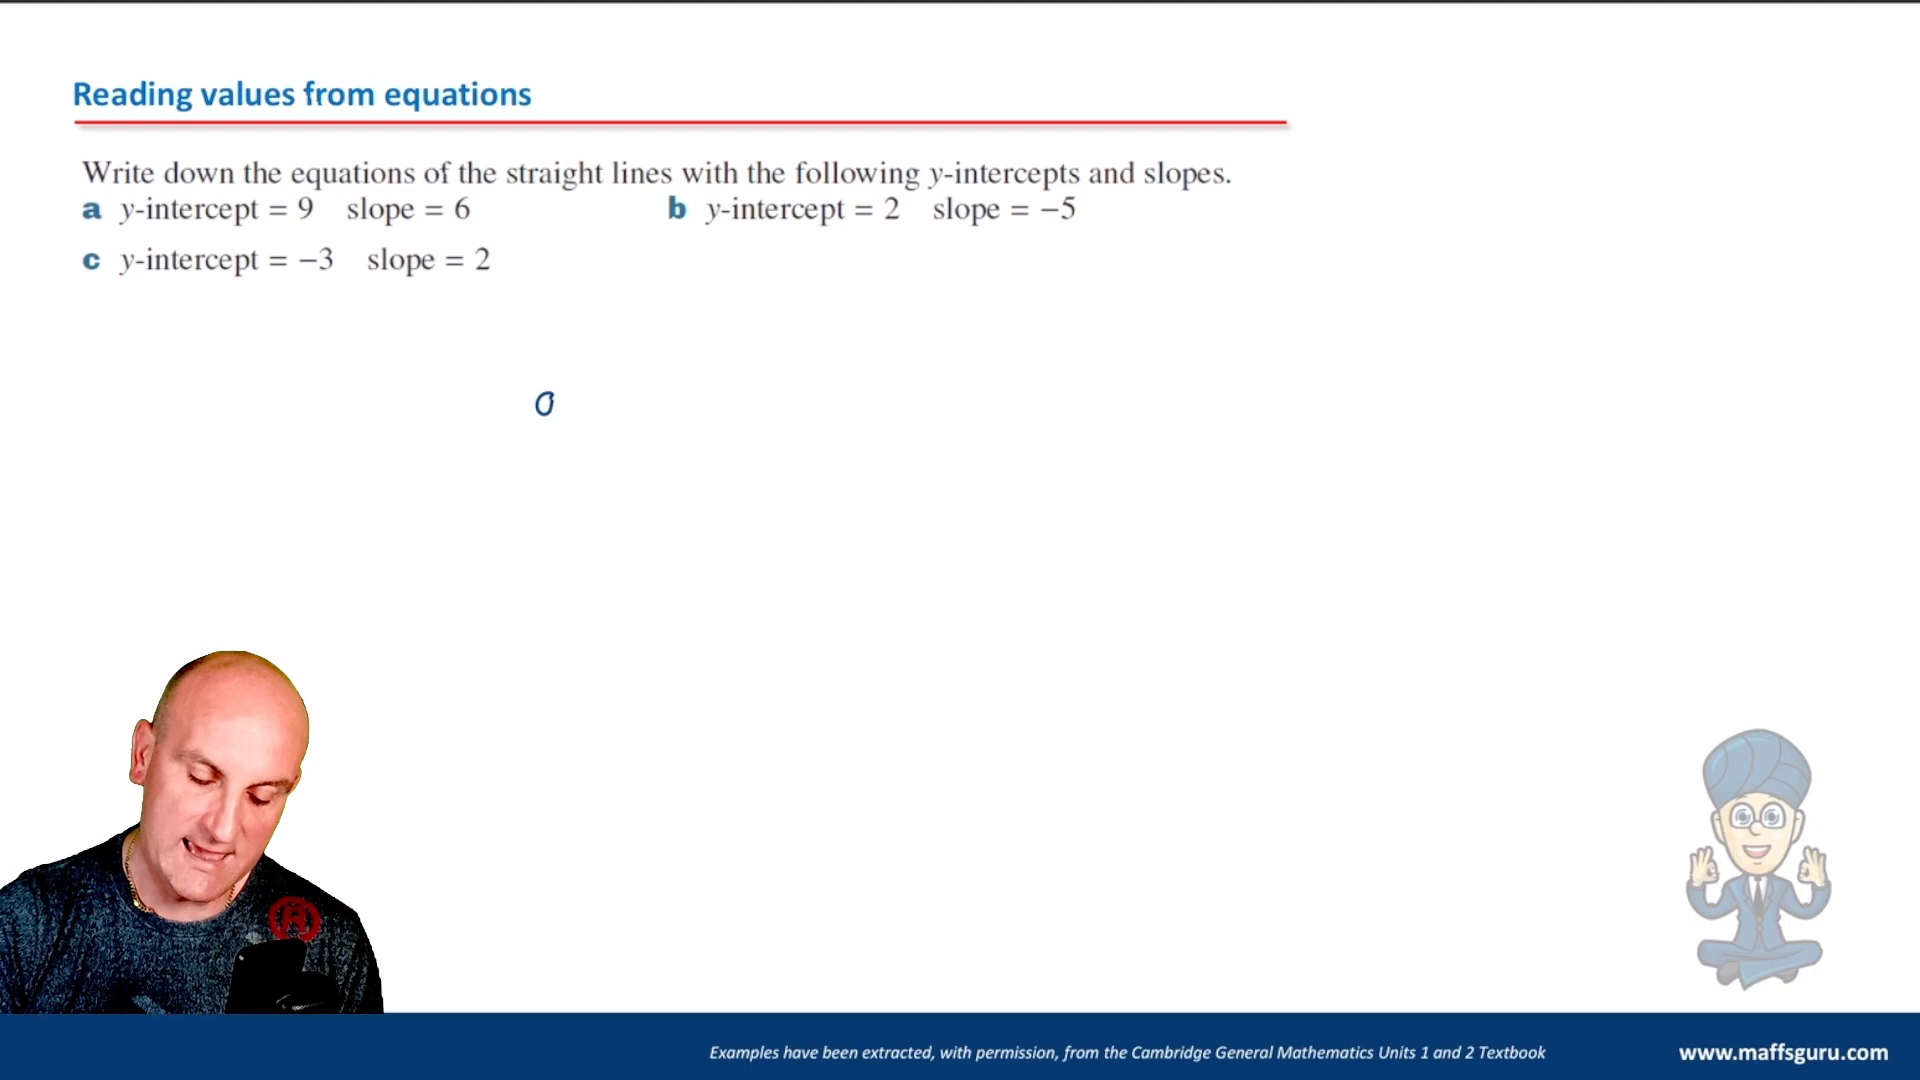 Reading values from equations
Write down the equations of the straight lines with the following y-intercepts and slopes.
a y-intercept = 9 slope = 6 b y-intercept = 2 slope = −5
c y-intercept = −3 slope = 2
a
Examples have been extracted, with permission, from the Cambridge General Mathematics Units 1 and 2 Textbook
www.maffsguru.com